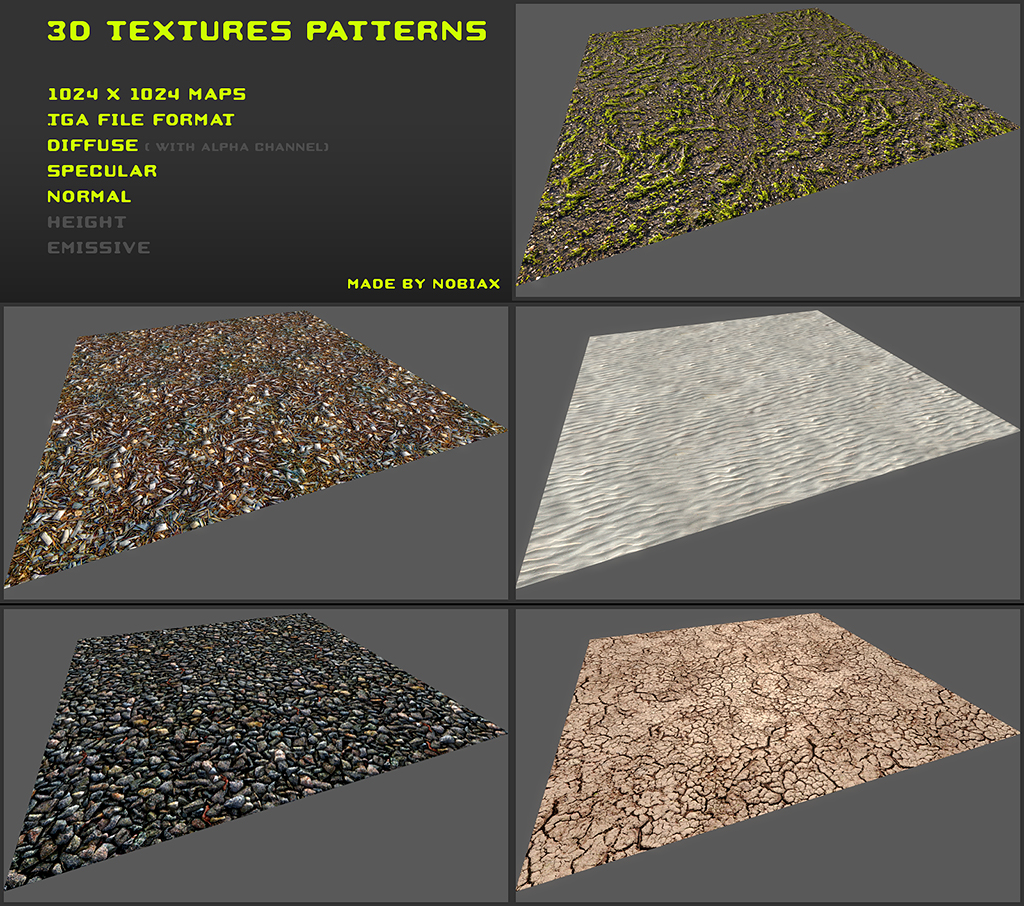 3D TEXTURES PATTERNS
1024 X 1024 MAPS
TGA FILE FORMAT
DIFFUSE ( WITH ALPHA CHANNEL)
SPECULAR
NORMAL
HEIGHT
EMISSIVE
MADE BY NOBIAX